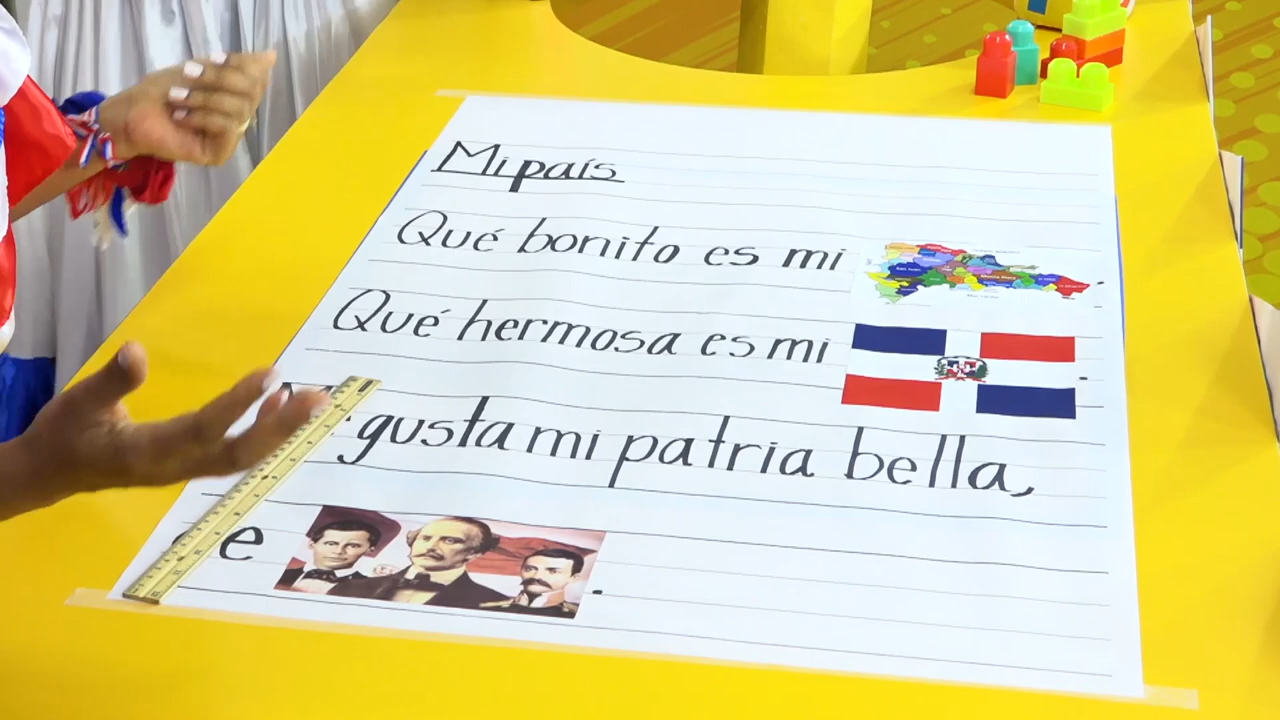 Mi país
Qué bonito es mi
Qué hermosa es mi
gusta mi patria bella,